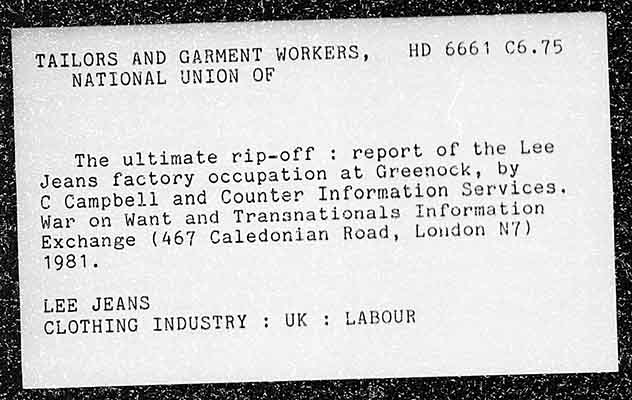 TAILORS AND GARMENT WORKERS, HD 6661 C6.75
NATIONAL UNION OF
The ultimate rip-off : report of the Lee
Jeans factory occupation at Greenock, by
C Campbell and Counter Information Services.
War on Want and Transnationals Information
Exchange (467 Caledonian Road, London N7)
1981.
LEE JEANS
CLOTHING INDUSTRY : UK : LABOUR